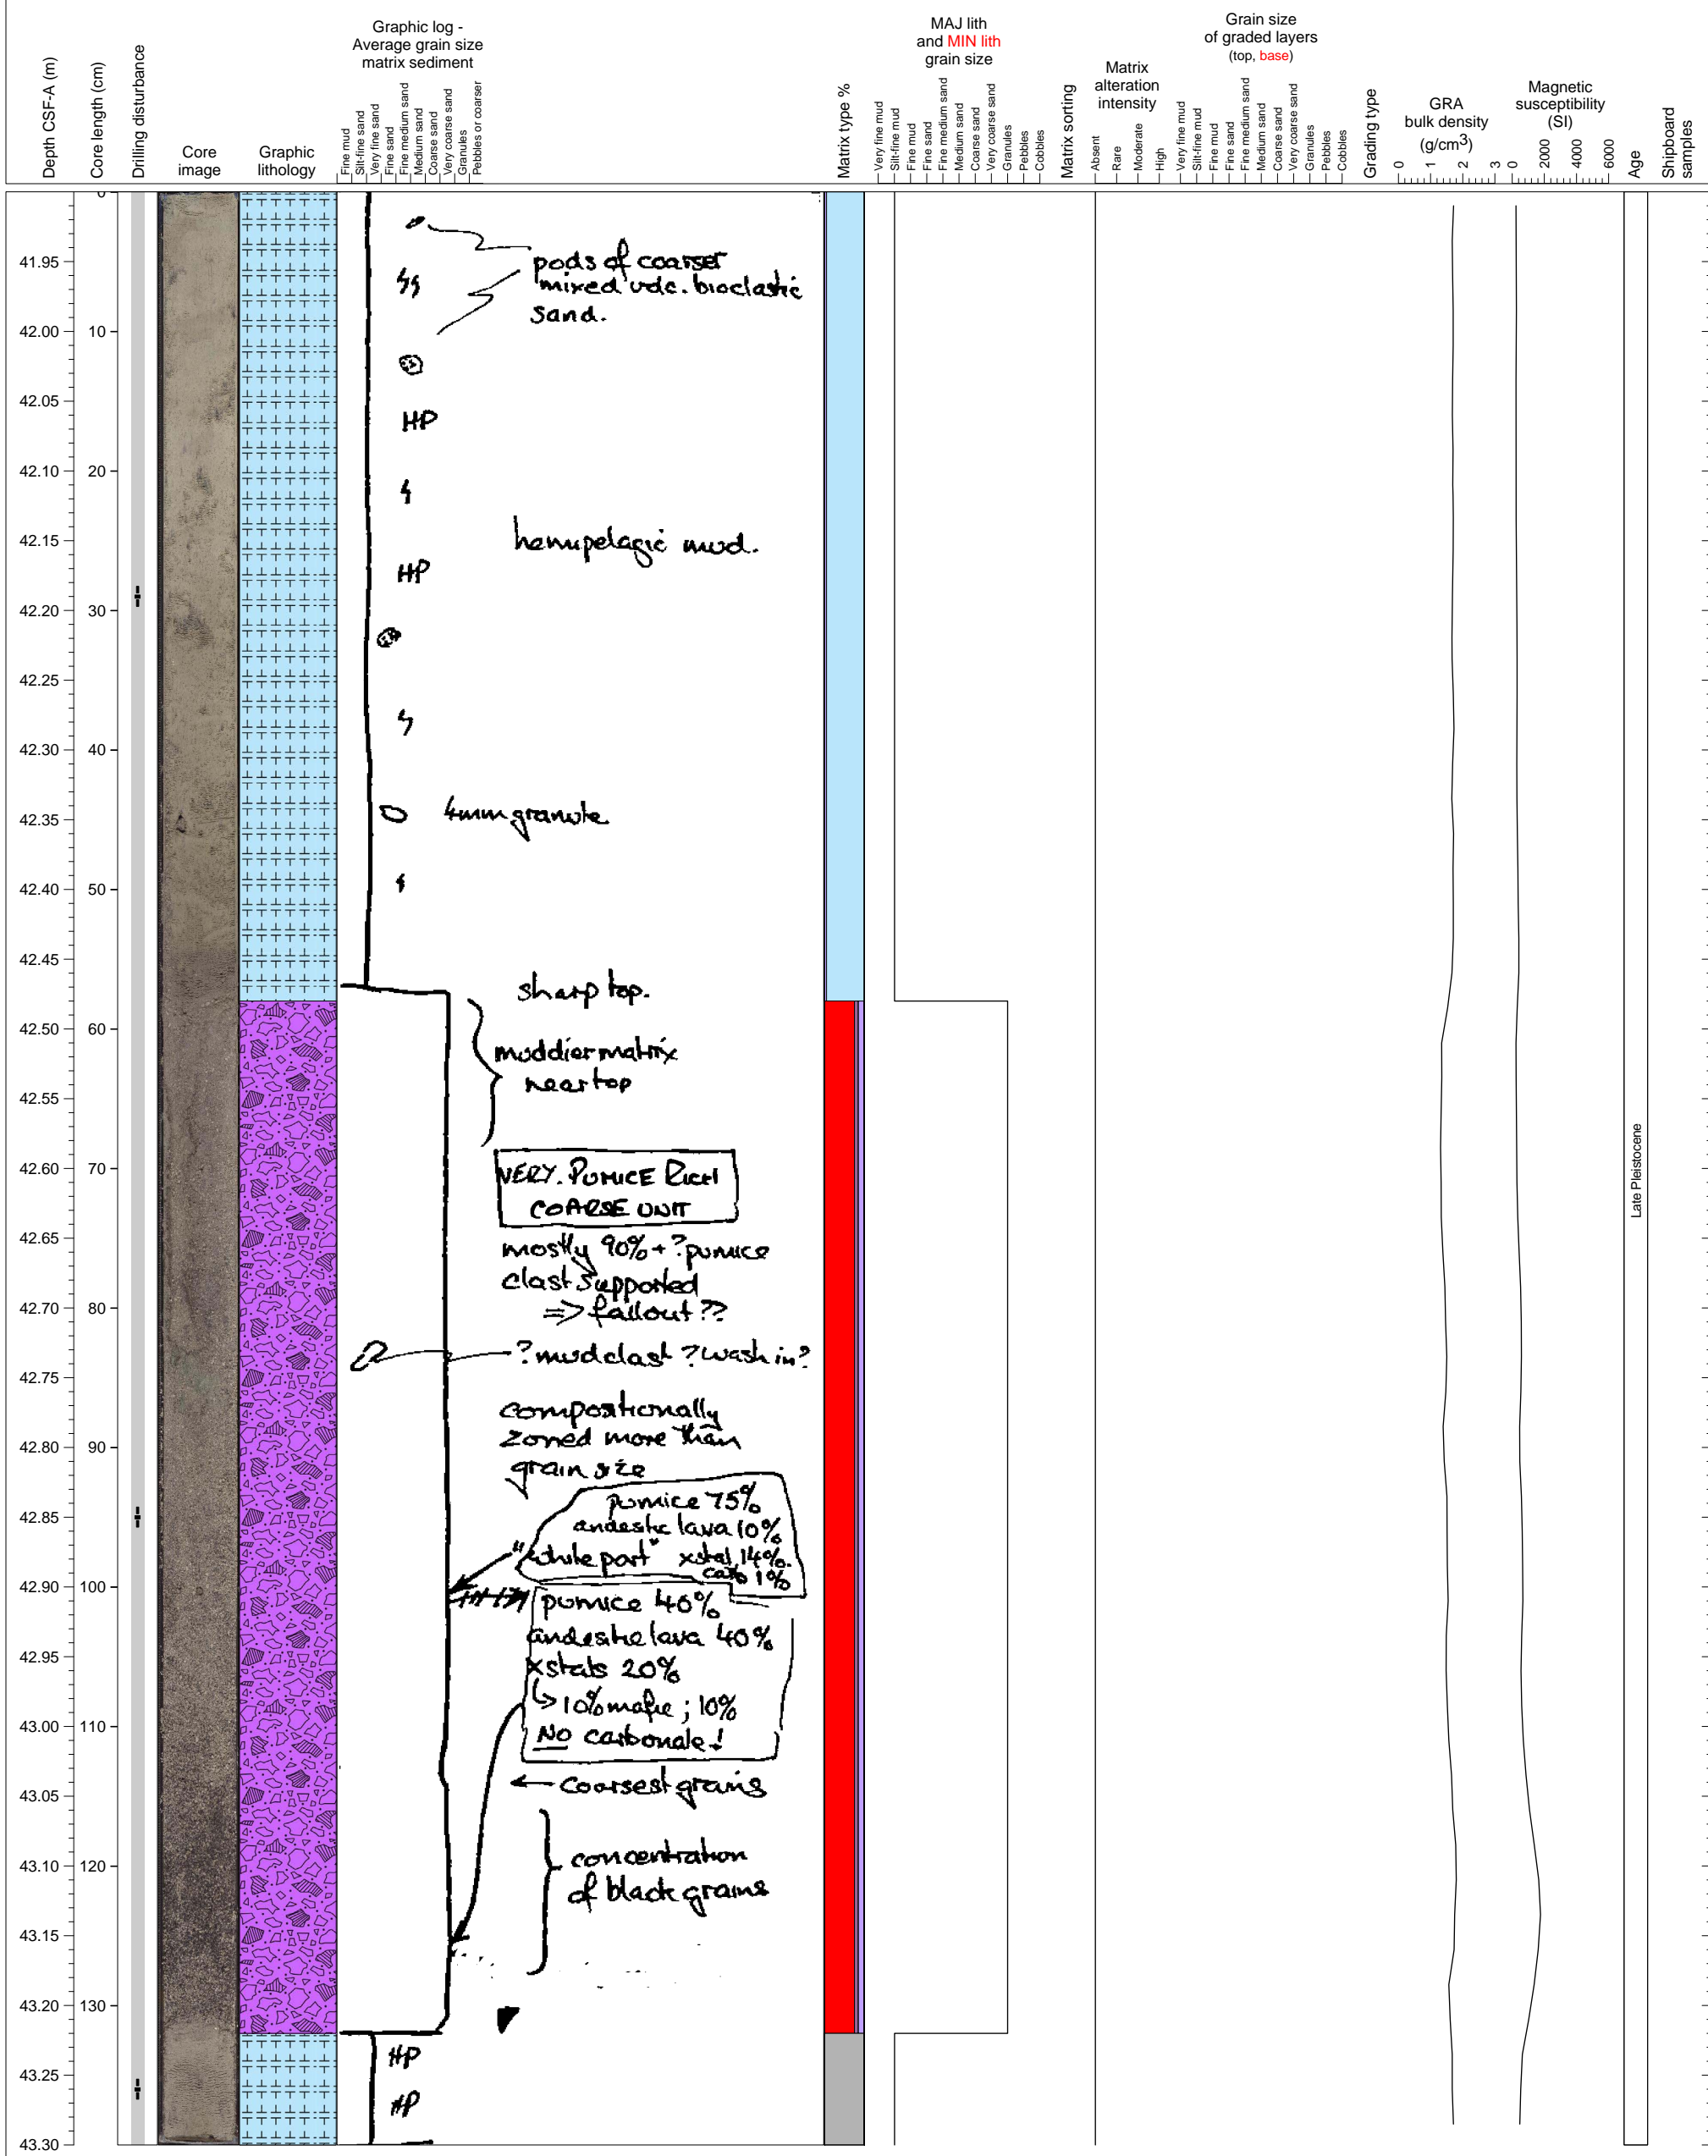 Depth CSF-A (m)
Core length (cm)
Drilling disturbance
Core
image
Graphic
lithology
Graphic log -
Average grain size
matrix sediment
Fine mud
Silt-fine sand
Very fine sand
Fine sand
Fine medium sand
Medium sand
Coarse sand
Very coarse sand
Granules
Pebbles or coarser
Matrix type %
MAJ lith
and MIN lith
grain size
Very fine mud
Silt-fine mud
Fine mud
Fine sand
Fine medium sand
Medium sand
Coarse sand
Very coarse sand
Granules
Pebbles
Cobbles
Matrix sorting
Matrix
alteration
intensity
Absent
Rare
Moderate
High
Grain size
of graded layers
(top, base)
Very fine mud
Silt-fine mud
Fine mud
Fine sand
Fine medium sand
Medium sand
Coarse sand
Very coarse sand
Granules
Pebbles
Cobbles
Grading type
GRA
bulk density
(g/cm3)
0 1 2 3
Magnetic
susceptibility
(SI)
0 2000 4000 6000
Age
Shipboard
samples
0
41.95
42.00 10
42.05
42.10 20
42.15
42.20 30
42.25
42.30 40
42.35
42.40 50
42.45
42.50 60
42.55
42.60 70
42.65
42.70 80
42.75
42.80 90
42.85
42.90 100
42.95
43.00 110
43.05
43.10 120
43.15
43.20 130
43.25
43.30
pods of coarser
mixed volc. bioclastic
sand.
HP
hemipelagic mud.
HP
4mm granule
sharp top.
muddier matrix
near top
VERY. PUMICE RICH
COARSE UNIT
mostly 90% + ? pumice
clast supported
=> fallout ??
? mud clast ? wash in?
compositionally
zoned more than
grain size
pumice 75%
andesitic lava 10%
"white part" xstal 14%.
carb 1%
pumice 40%
andesitic lava 40%
xstals 20%
↳ 10% mafic ; 10%
NO carbonate!
← coarsest grains
concentration
of black grains
HP
HP
Late Pleistocene